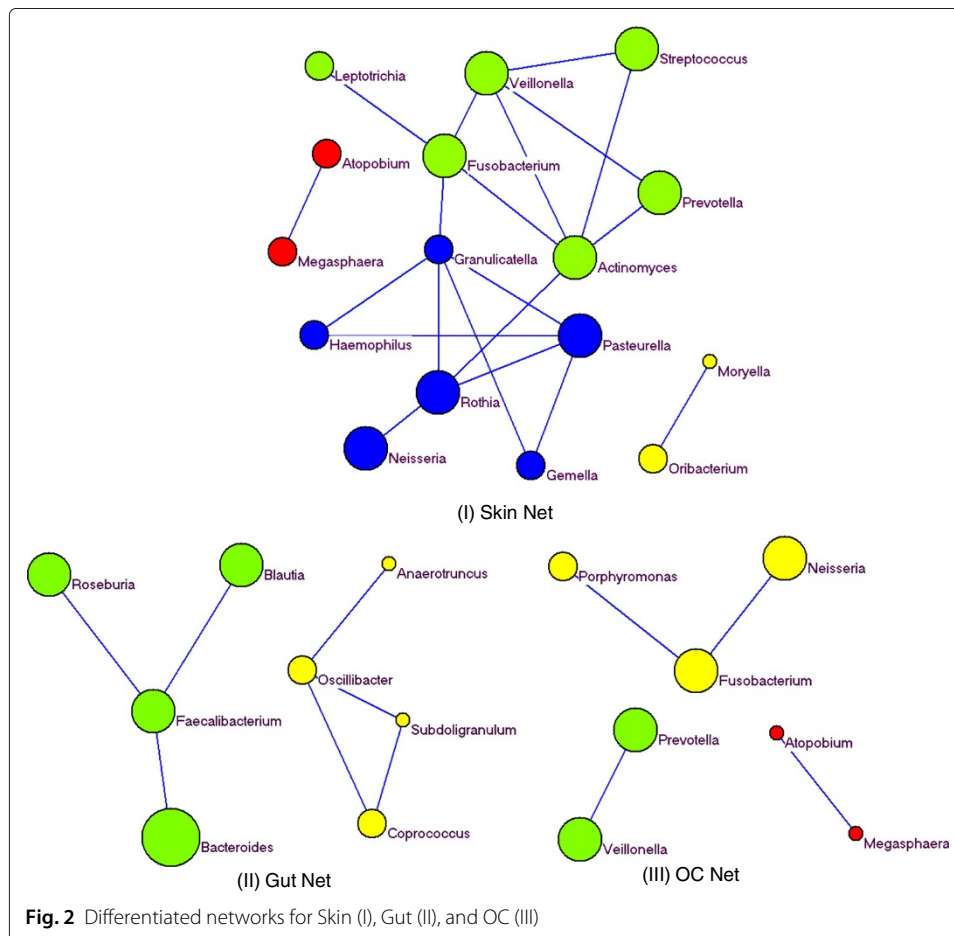 Streptococcus
Leptotrichia
Veillonella
Atopobium
Fusobacterium
Prevotella
Megasphaera
Granulicatella
Actinomyces
Haemophilus
Pasteurella
Moryella
Rothia
Neisseria
Gemella
Oribacterium
(I) Skin Net
Roseburia
Blautia
Anaerotruncus
Oscillibacter
Faecalibacterium
Subdoligranulum
Bacteroides
Coprococcus
(II) Gut Net
Porphyromonas
Neisseria
Fusobacterium
Prevotella
Atopobium
Veillonella
Megasphaera
(III) OC Net
Fig. 2 Differentiated networks for Skin (I), Gut (II), and OC (III)